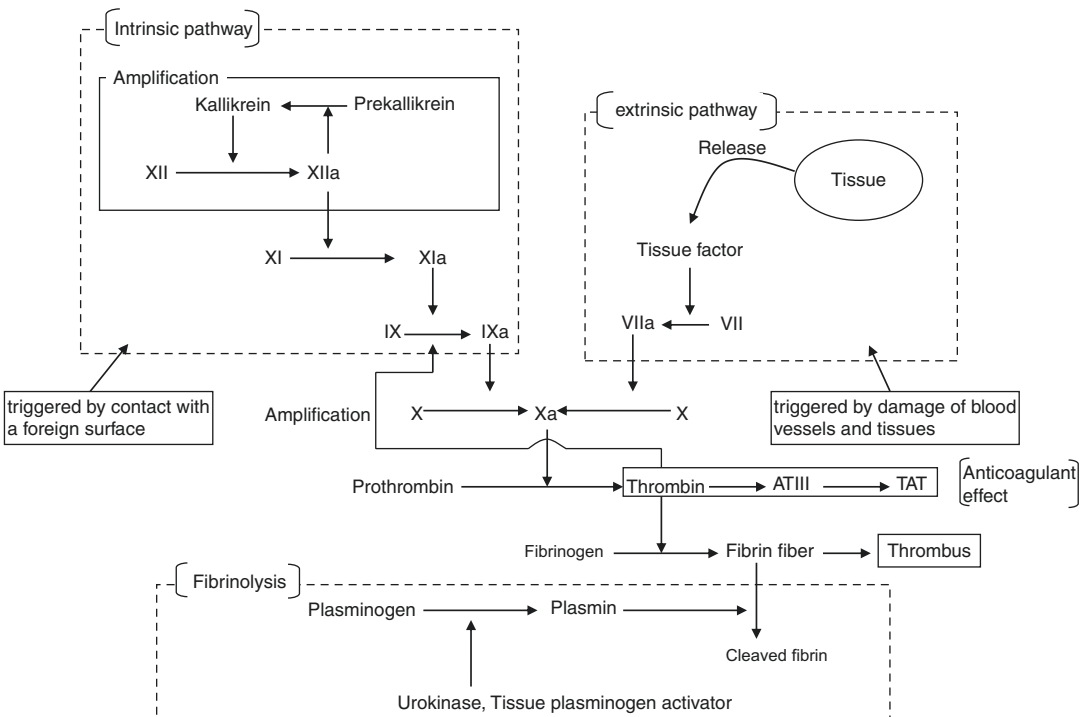 Intrinsic pathway
Amplification
Kallikrein
Prekallikrein
XII
XIIa
XI
XIa
IX
IXa
extrinsic pathway
Release
Tissue
Tissue factor
VIIa
VII
triggered by contact with
a foreign surface
Amplification
X
Xa
X
triggered by damage of blood
vessels and tissues
Prothrombin
Thrombin
ATIII
TAT
Anticoagulant
effect
Fibrinogen
Fibrin fiber
Thrombus
Fibrinolysis
Plasminogen
Plasmin
Cleaved fibrin
Urokinase, Tissue plasminogen activator